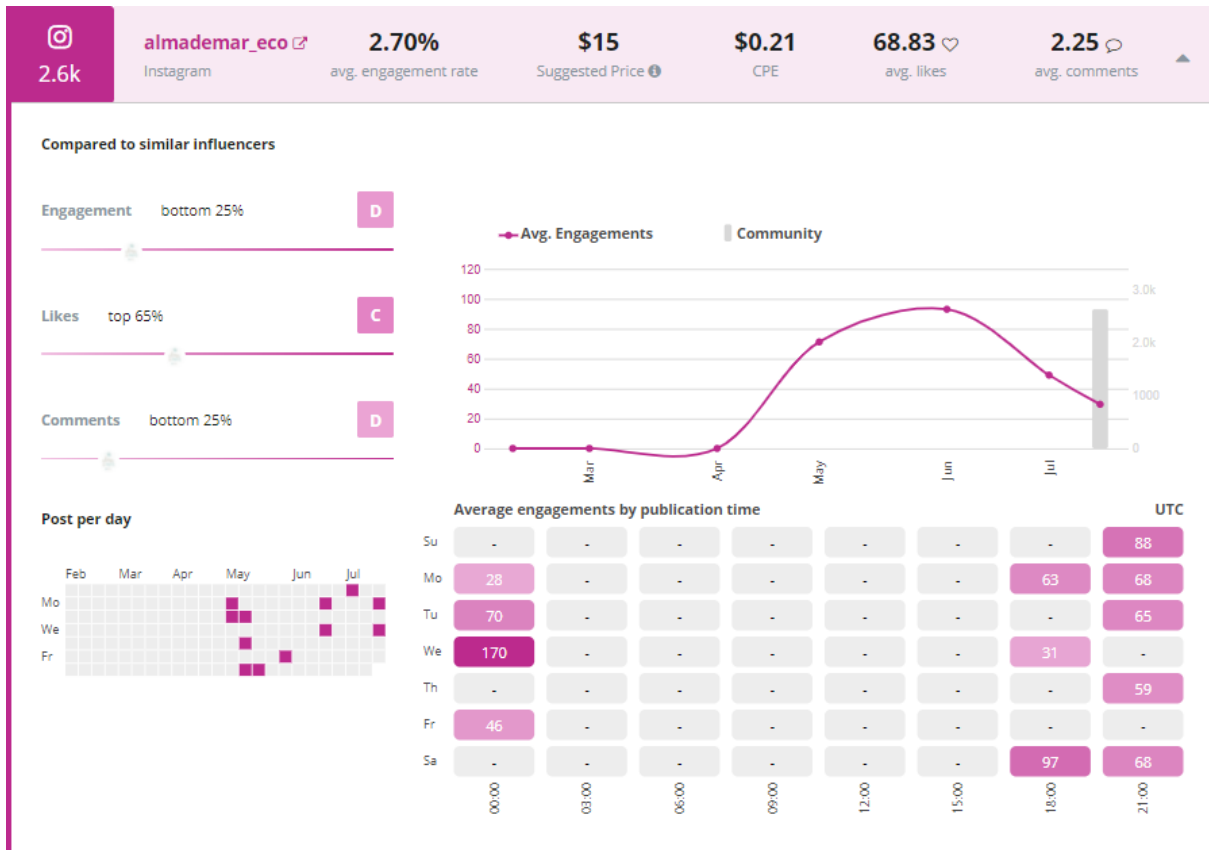 2.6k
almademar_eco
Instagram
2.70%
avg. engagement rate
$15
Suggested Price
$0.21
CPE
68.83
avg. likes
2.25
avg. comments
Compared to similar influencers
Engagement bottom 25% D
Likes top 65% C
Comments bottom 25% D
Avg. Engagements Community
120
100
80
60
40
20
0
3.0k
2.0k
1000
0
Mar Apr May Jun Jul
Post per day
Feb Mar Apr May Jun Jul
Mo
We
Fr
Average engagements by publication time UTC
Su - - - - - - - 88
Mo 28 - - - - - 63 68
Tu 70 - - - - - - 65
We 170 - - - - - 31 -
Th - - - - - - - 59
Fr 46 - - - - - - -
Sa - - - - - - 97 68
00:00 03:00 06:00 09:00 12:00 15:00 18:00 21:00